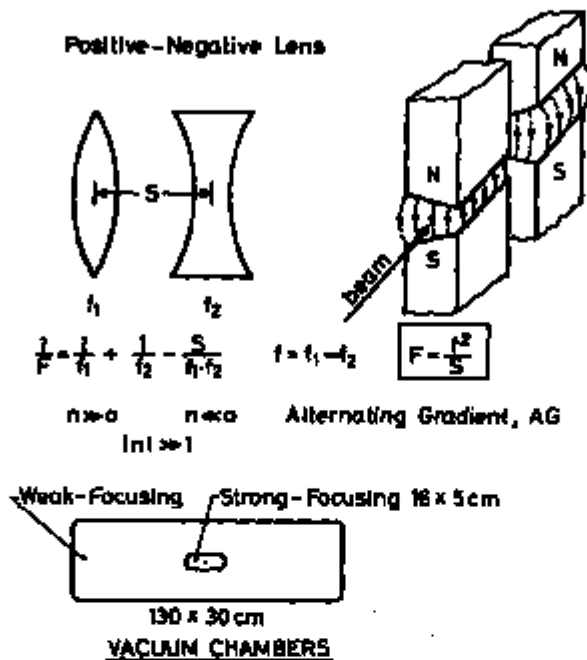 Positive-Negative Lens
N
S
N
S
S
beam
f₁ f₂
1/F = 1/f₁ + 1/f₂ - S/f₁·f₂
f = f₁-f₂
F = f²/S
n≫o n≪o
Alternating Gradient, AG
|n| ≫ 1
Weak-Focusing
Strong-Focusing 16 × 5 cm
130 × 30 cm
VACUUM CHAMBERS